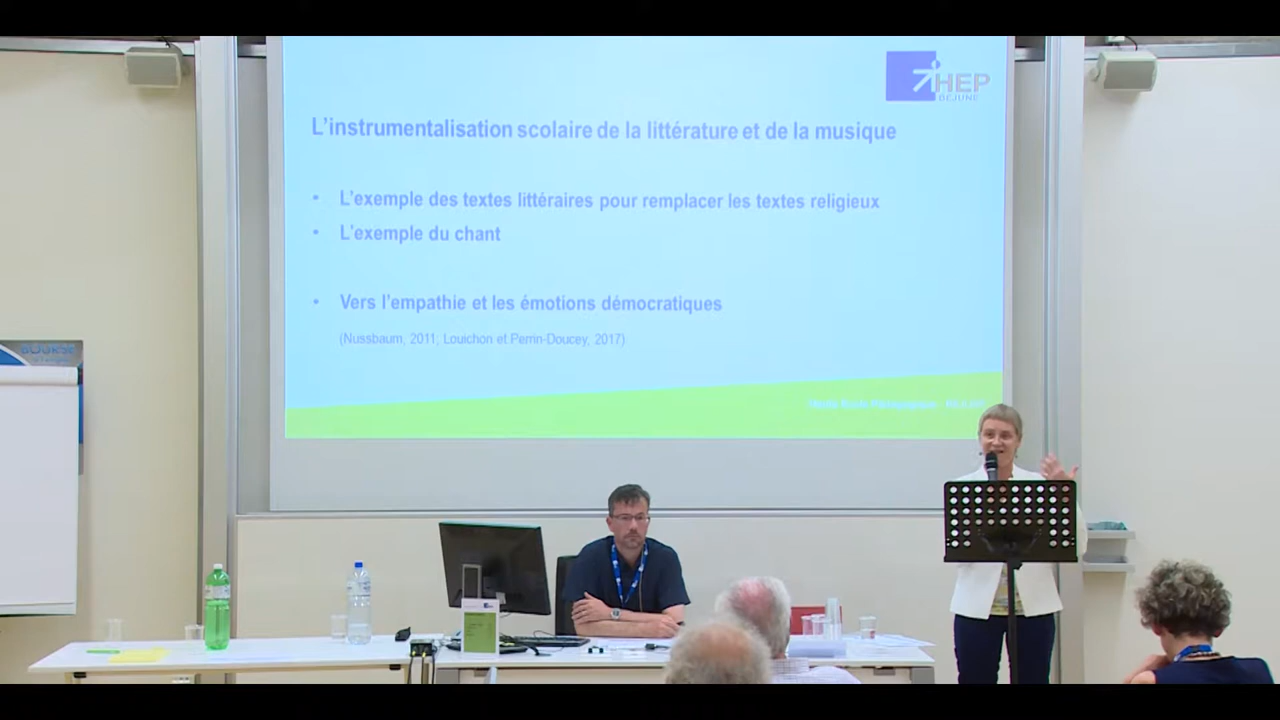 HEP
BEJUNE
L'instrumentalisation scolaire de la littérature et de la musique
• L'exemple des textes littéraires pour remplacer les textes religieux
• L'exemple du chant
• Vers l'empathie et les émotions démocratiques
(Nussbaum, 2011; Louichon et Perrin-Doucey, 2017)
BOURSE